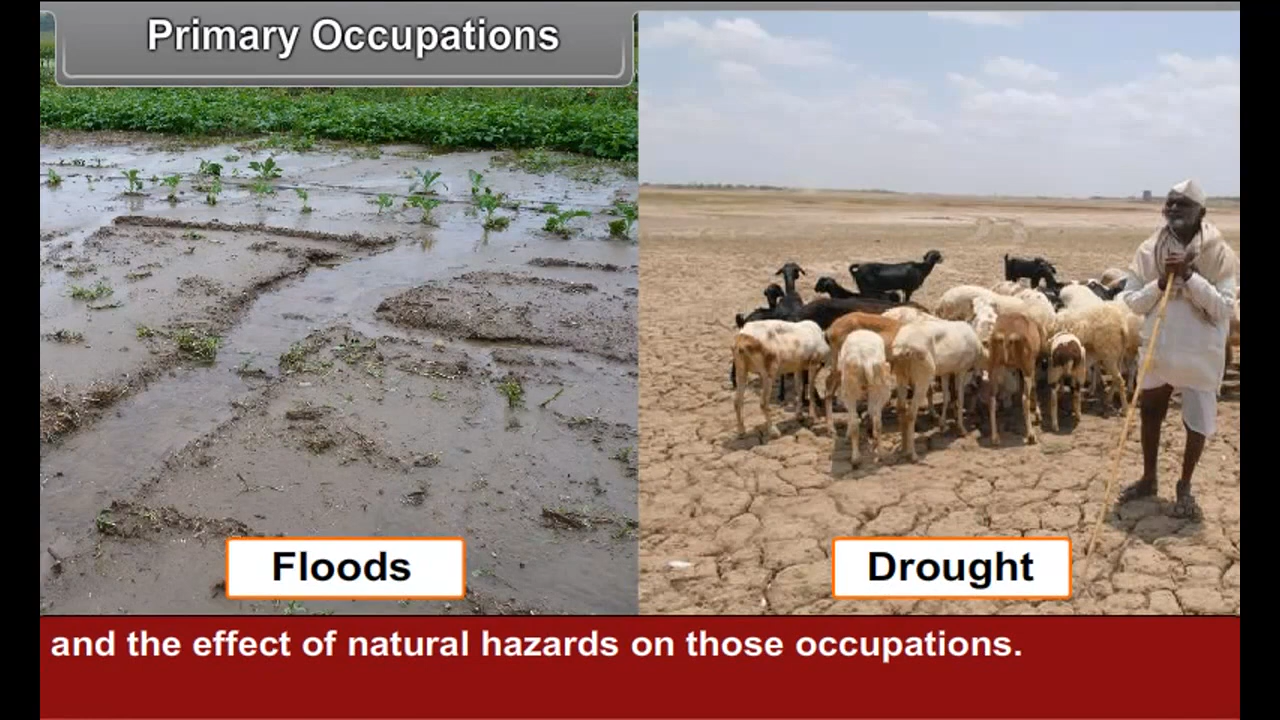 Primary Occupations
Floods
Drought
and the effect of natural hazards on those occupations.